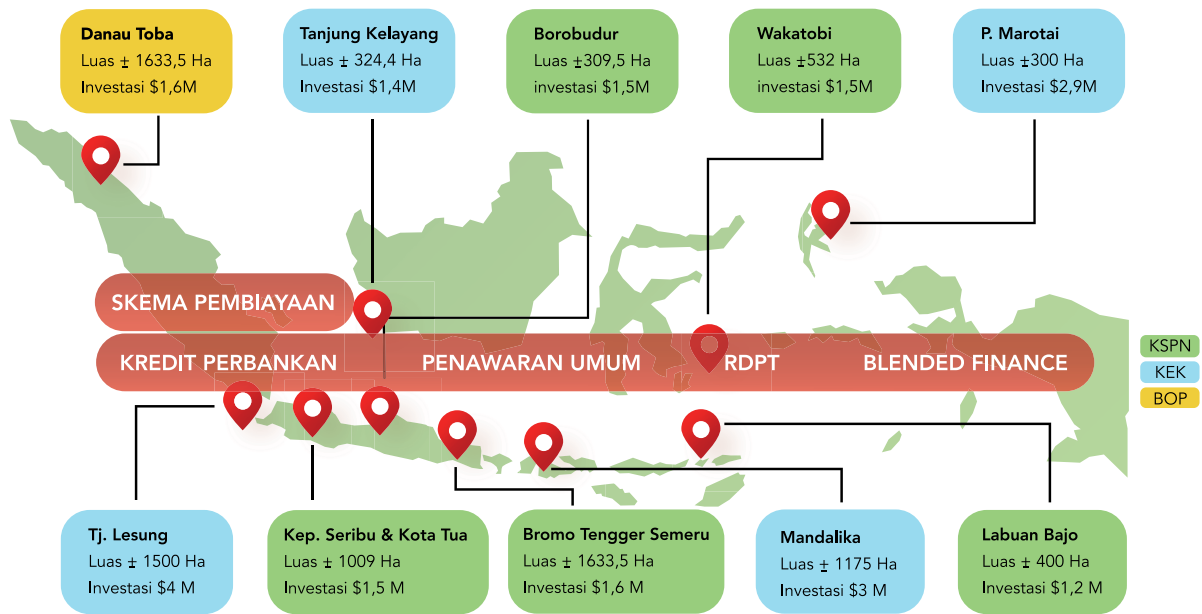 Danau Toba
Luas ± 1633,5 Ha
Investasi $1,6M
Tanjung Kelayang
Luas ± 324,4 Ha
Investasi $1,4M
Borobudur
Luas ±309,5 Ha
investasi $1,5M
Wakatobi
Luas ±532 Ha
investasi $1,5M
P. Marotai
Luas ±300 Ha
Investasi $2,9M
SKEMA PEMBIAYAAN
KREDIT PERBANKAN
PENAWARAN UMUM
RDPT
BLENDED FINANCE
KSPN
KEK
BOP
Tj. Lesung
Luas ± 1500 Ha
Investasi $4 M
Kep. Seribu & Kota Tua
Luas ± 1009 Ha
Investasi $1,5 M
Bromo Tengger Semeru
Luas ± 1633,5 Ha
Investasi $1,6 M
Mandalika
Luas ± 1175 Ha
Investasi $3 M
Labuan Bajo
Luas ± 400 Ha
Investasi $1,2 M